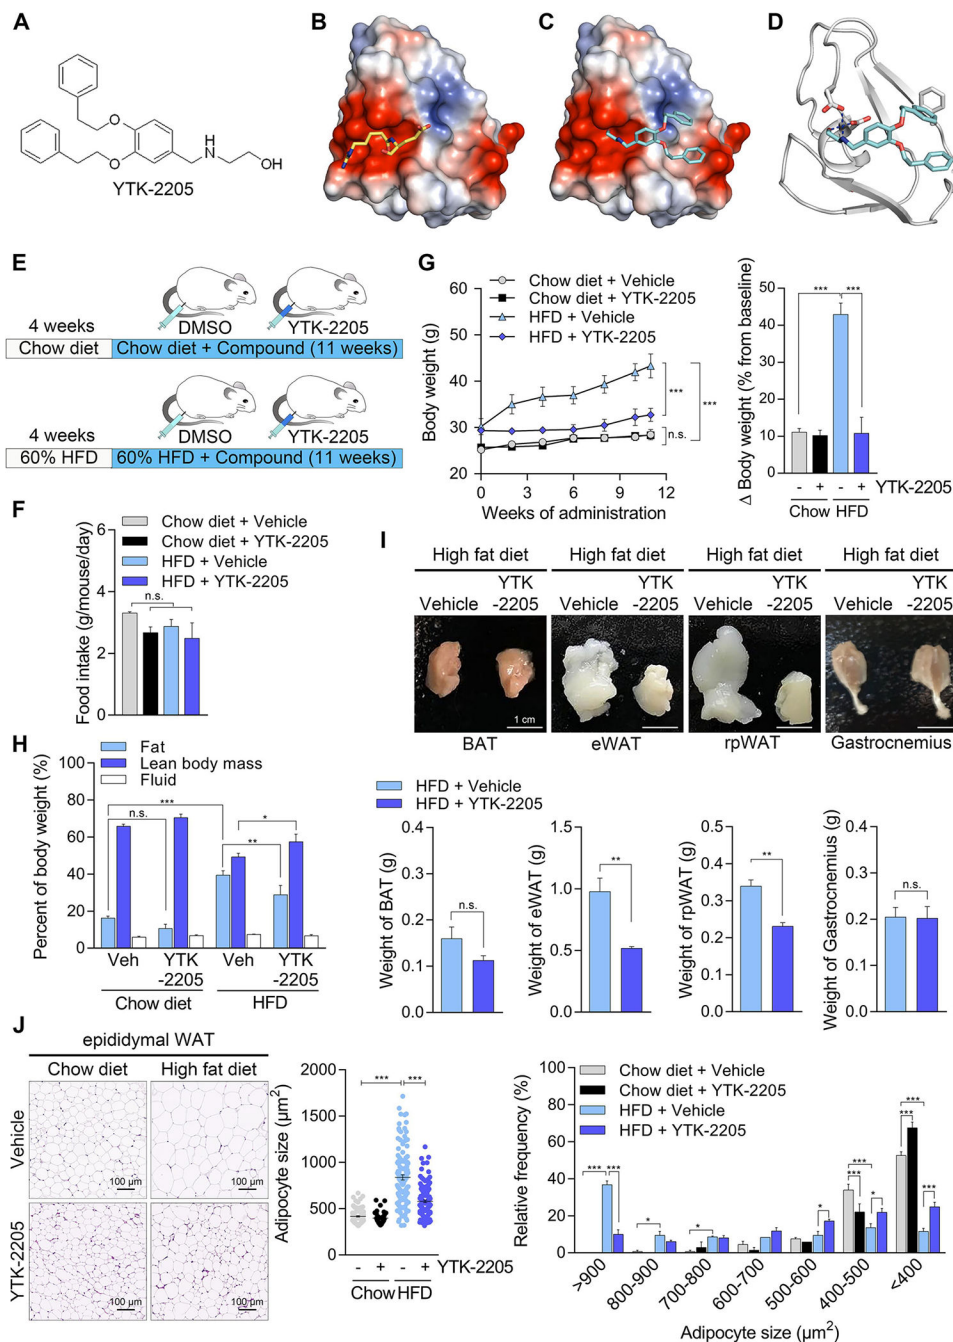 A
O
O
N
H
OH
YTK-2205
B
C
D
E
4 weeks
DMSO
YTK-2205
Chow diet
Chow diet + Compound (11 weeks)
4 weeks
DMSO
YTK-2205
60% HFD
60% HFD + Compound (11 weeks)
F
Food intake (g/mouse/day)
6
4
2
0
Chow diet + Vehicle
Chow diet + YTK-2205
HFD + Vehicle
HFD + YTK-2205
n.s.
G
Body weight (g)
60
50
40
30
20
Chow diet + Vehicle
Chow diet + YTK-2205
HFD + Vehicle
HFD + YTK-2205
***
***
n.s.
0 3 6 9 12
Weeks of administration
Δ Body weight (% from baseline)
50
40
30
20
10
0
*** ***
- + - + YTK-2205
Chow HFD
H
Percent of body weight (%)
100
80
60
40
20
0
Fat
Lean body mass
Fluid
***
n.s.
*
**
Veh YTK Veh YTK
-2205 -2205
Chow diet HFD
I
High fat diet High fat diet High fat diet High fat diet
YTK YTK YTK YTK
Vehicle -2205 Vehicle -2205 Vehicle -2205 Vehicle -2205
1 cm
BAT eWAT rpWAT Gastrocnemius
HFD + Vehicle
HFD + YTK-2205
Weight of BAT (g)
0.4
0.3
0.2
0.1
0.0
n.s.
Weight of eWAT (g)
1.5
1.0
0.5
0.0
**
Weight of rpWAT (g)
0.5
0.4
0.3
0.2
0.1
0.0
**
Weight of Gastrocnemius (g)
0.4
0.3
0.2
0.1
0.0
n.s.
J
epididymal WAT
Chow diet High fat diet
Vehicle
100 μm 100 μm
YTK-2205
100 μm 100 μm
Adipocyte size (μm²)
2000
1500
1000
500
0
*** ***
- + - + YTK-2205
Chow HFD
Relative frequency (%)
100
80
60
40
20
0
Chow diet + Vehicle
Chow diet + YTK-2205
HFD + Vehicle
HFD + YTK-2205
*** ***
*
*
*
***
***
*
***
***
***
>900
800-900
700-800
600-700
500-600
400-500
<400
Adipocyte size (μm²)